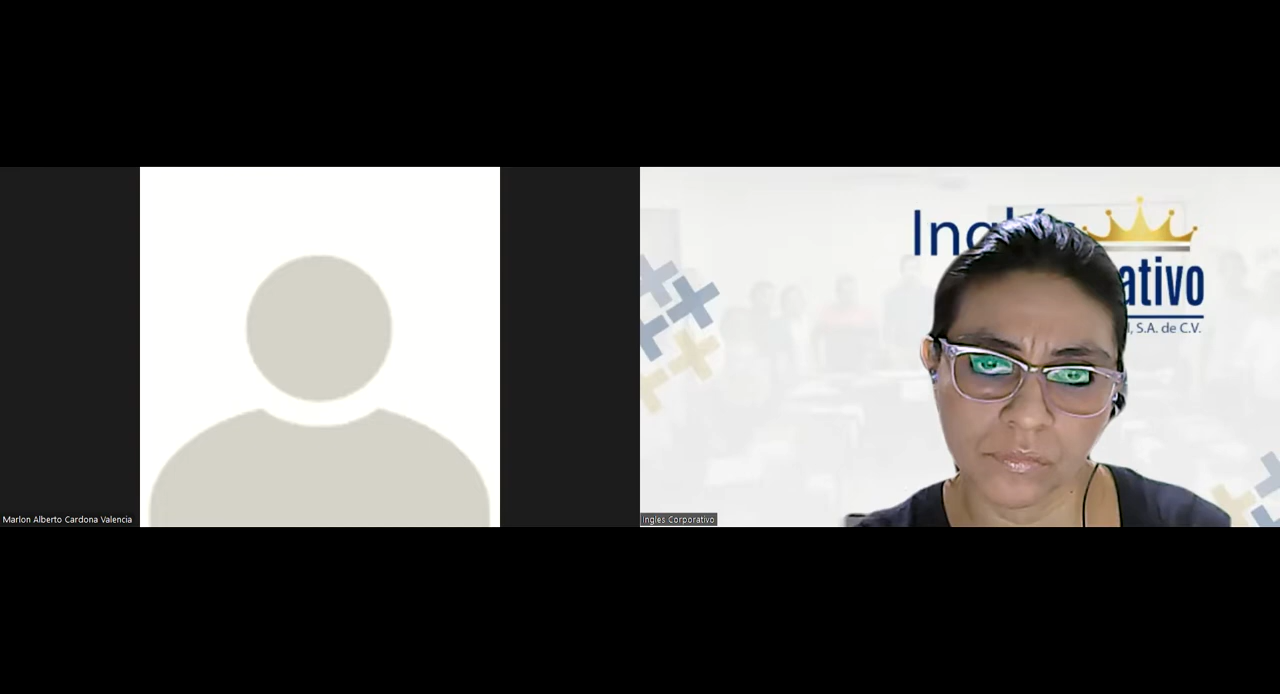 Marlon Alberto Cardona Valencia
Ingles Corporativo
Ing
ativo
, S.A. de C.V.